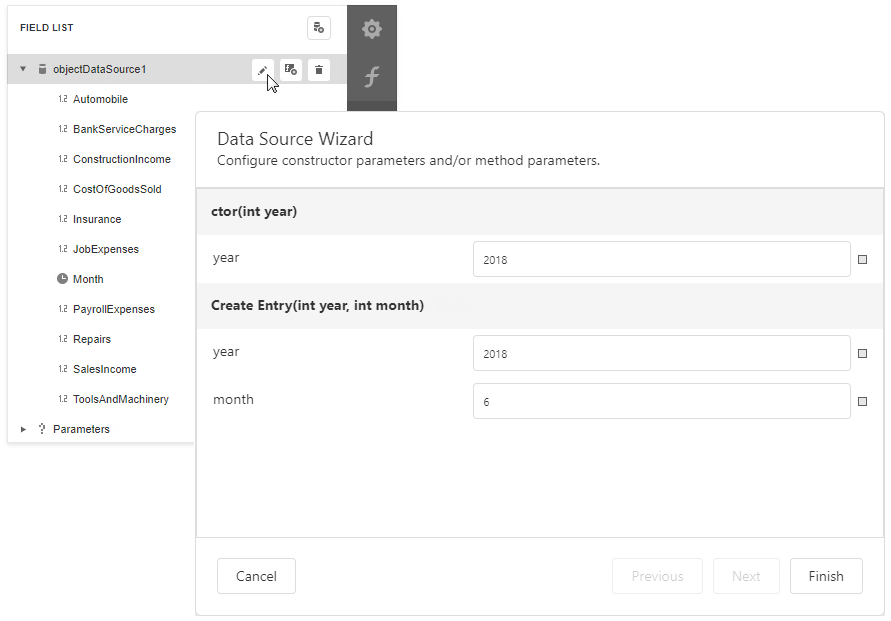 FIELD LIST
objectDataSource1
1.2 Automobile
1.2 BankServiceCharges
1.2 ConstructionIncome
1.2 CostOfGoodsSold
1.2 Insurance
1.2 JobExpenses
Month
1.2 PayrollExpenses
1.2 Repairs
1.2 SalesIncome
1.2 ToolsAndMachinery
Parameters
Data Source Wizard
Configure constructor parameters and/or method parameters.
ctor(int year)
year 2018
Create Entry(int year, int month)
year 2018
month 6
Cancel Previous Next Finish